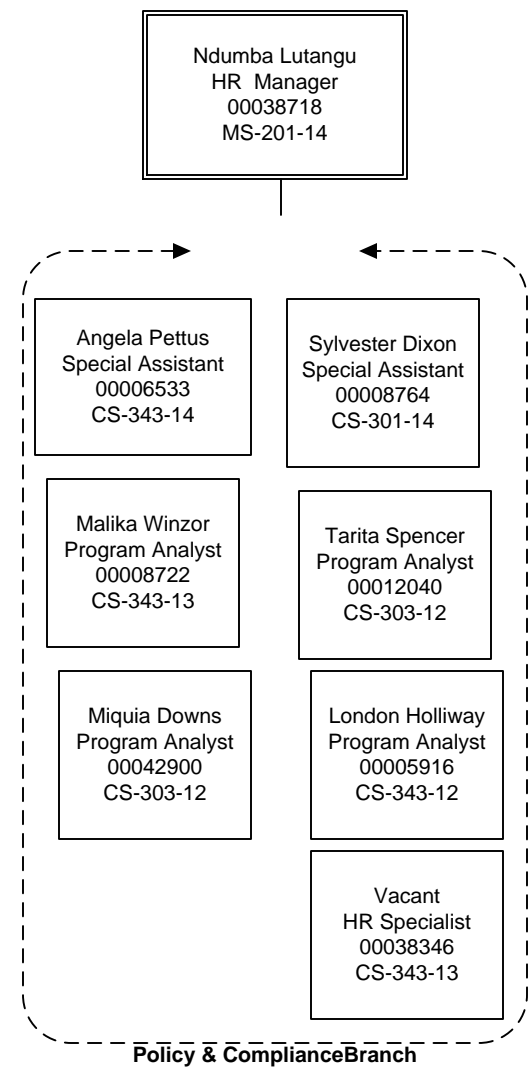 Ndumba Lutangu
HR Manager
00038718
MS-201-14
Angela Pettus
Special Assistant
00006533
CS-343-14
Sylvester Dixon
Special Assistant
00008764
CS-301-14
Malika Winzor
Program Analyst
00008722
CS-343-13
Tarita Spencer
Program Analyst
00012040
CS-303-12
Miquia Downs
Program Analyst
00042900
CS-303-12
London Holliway
Program Analyst
00005916
CS-343-12
Vacant
HR Specialist
00038346
CS-343-13
Policy & ComplianceBranch